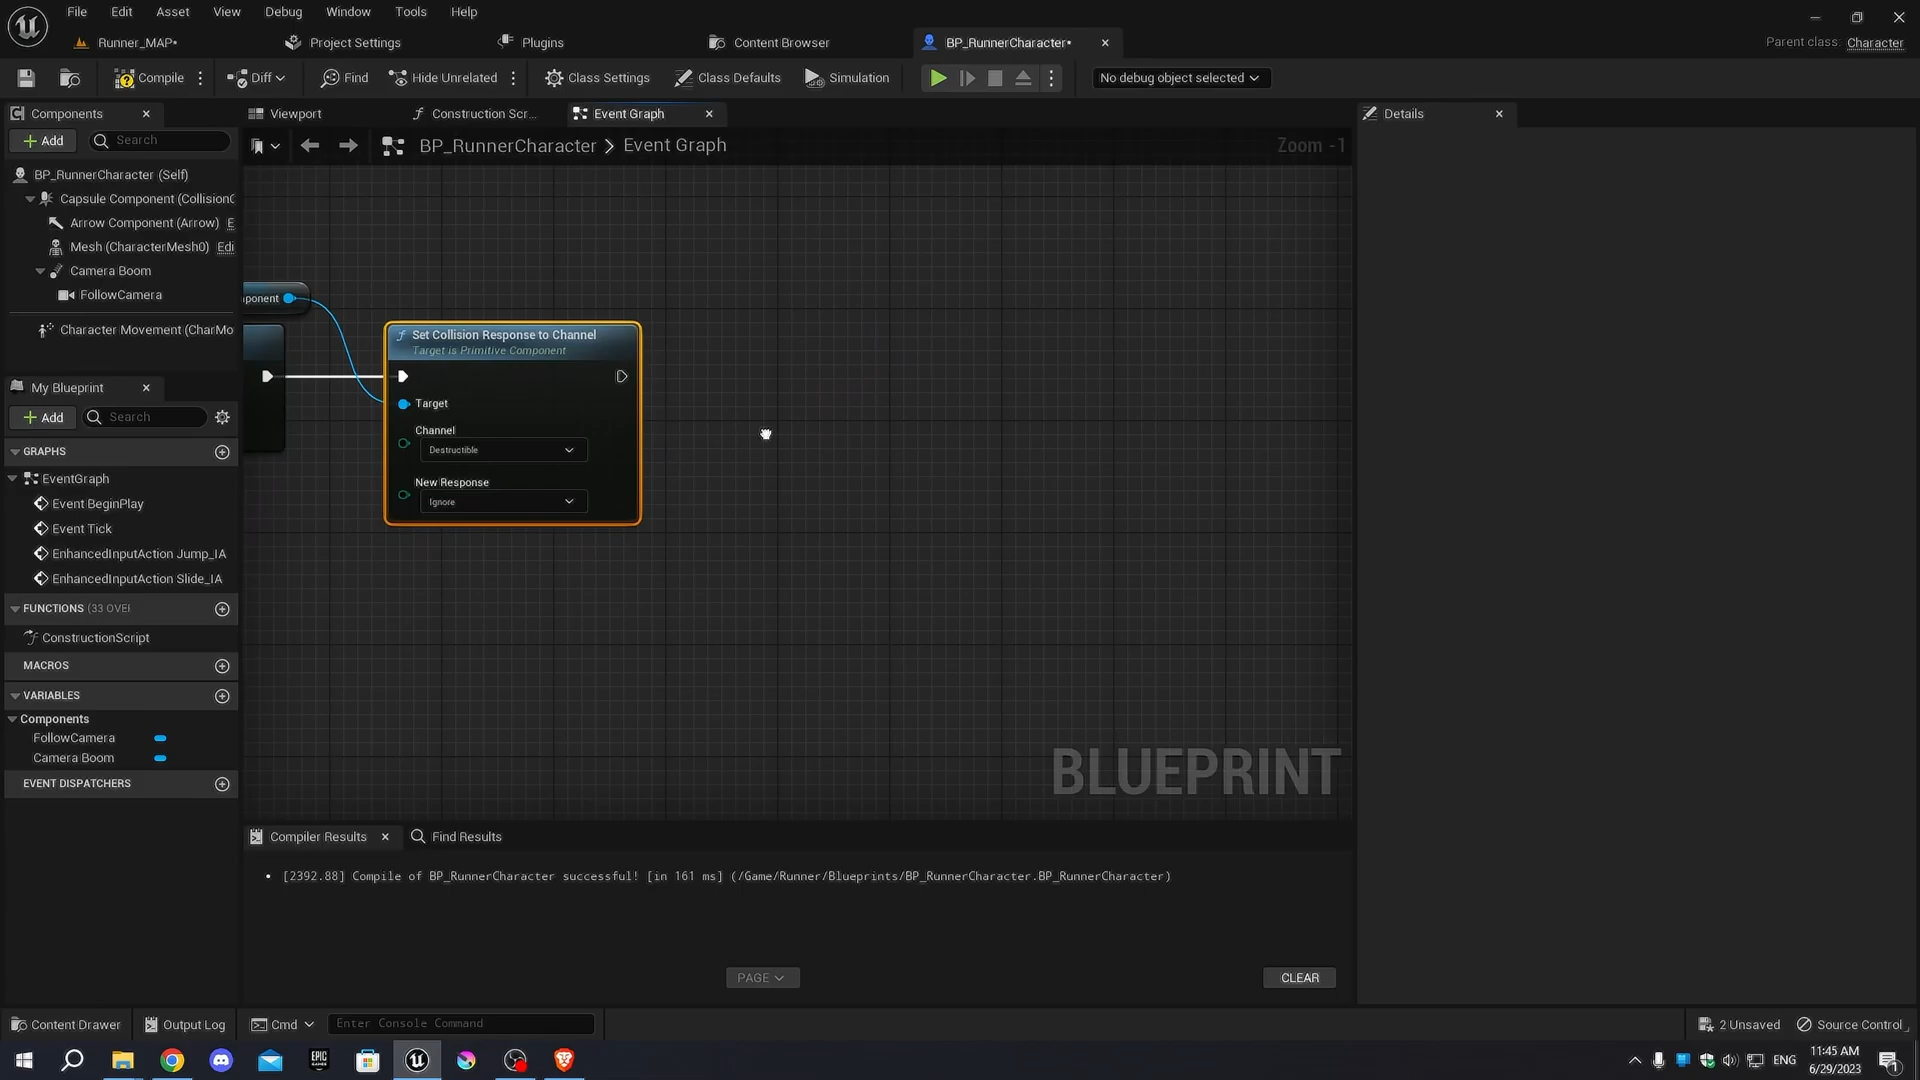 File Edit View Asset Debug Window Tools Help
Runner_MAP* Project Settings Plugins Content Browser BP_RunnerCharacter* Parent class: Character
Compile Diff Find Hide Unrelated Class Settings Class Defaults Simulation No debug object selected
Components Viewport Construction Scr... Event Graph Details
Add Search BP_RunnerCharacter > Event Graph Zoom -1
BP_RunnerCharacter (Self)
Capsule Component (CollisionC
Arrow Component (Arrow) E
Mesh (CharacterMesh0) Edi
Camera Boom
FollowCamera
Character Movement (CharMo
ponent
Set Collision Response to Channel
Target is Primitive Component
Target
Channel
Destructible
New Response
Ignore
My Blueprint
Add Search
GRAPHS
EventGraph
Event BeginPlay
Event Tick
EnhancedInputAction Jump_IA
EnhancedInputAction Slide_IA
FUNCTIONS (33 OVEI
ConstructionScript
MACROS
VARIABLES
Components
FollowCamera
Camera Boom
EVENT DISPATCHERS
BLUEPRINT
Compiler Results Find Results
[2392.88] Compile of BP_RunnerCharacter successful! [in 161 ms] (/Game/Runner/Blueprints/BP_RunnerCharacter.BP_RunnerCharacter)
PAGE CLEAR
Content Drawer Output Log Cmd Enter Console Command 2 Unsaved Source Control
EPIC GAMES ENG 11:45 AM
6/29/2023 1